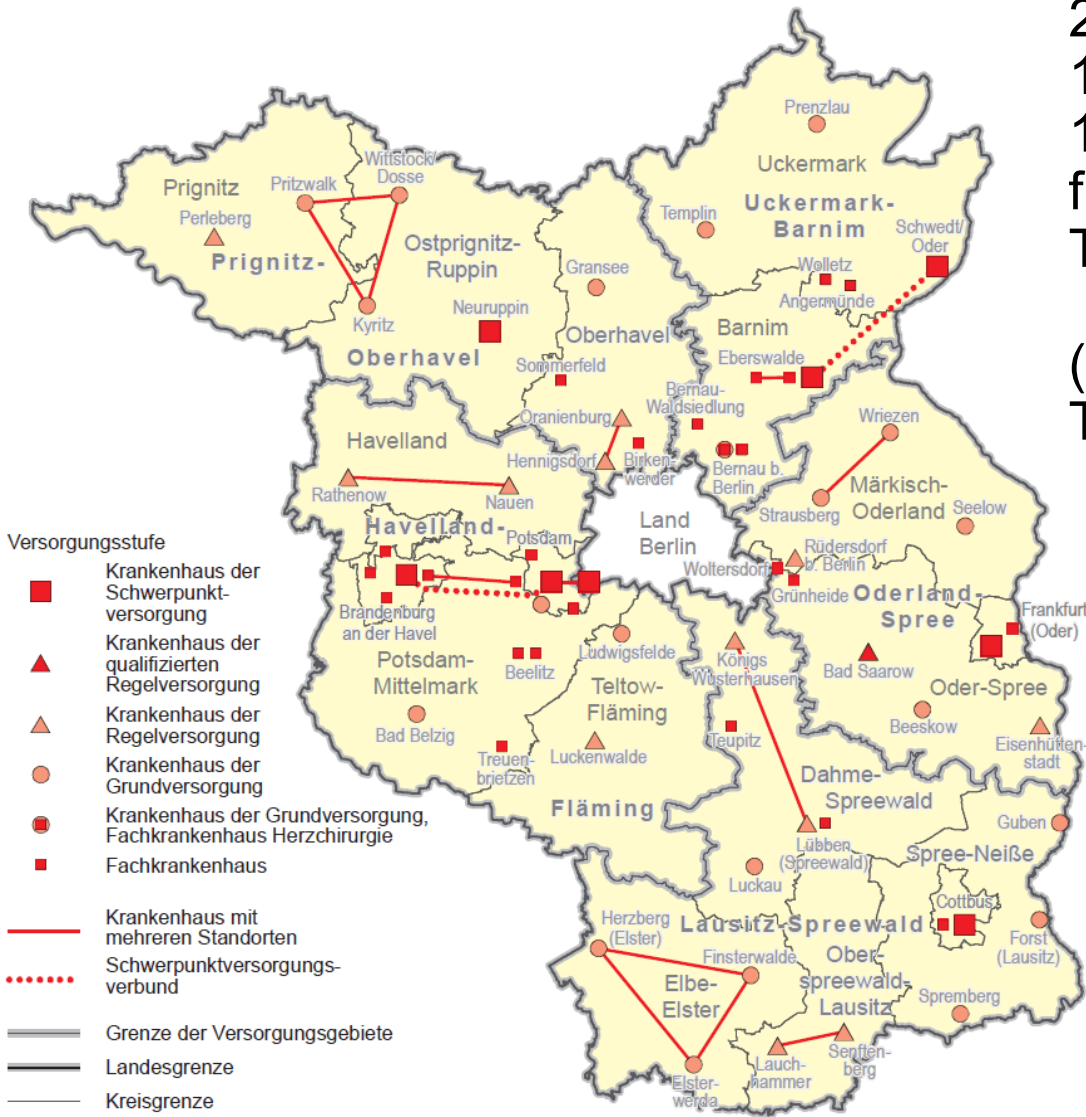 2
1
1
f
T
(
T
Prenzlau
Uckermark
Wittstock/
Dosse
Prignitz
Pritzwalk
Perleberg
Prignitz-
Ostprignitz-
Ruppin
Templin
Uckermark-
Barnim
Schwedt/
Oder
Gransee
Wolletz
Angermünde
Kyritz
Neuruppin
Oberhavel
Oberhavel
Barnim
Eberswalde
Sommerfeld
Bernau-
Waldsiedlung
Oranienburg
Wriezen
Havelland
Hennigsdorf
Birken-
werder
Bernau b.
Berlin
Rathenow
Nauen
Märkisch-
Oderland
Strausberg
Seelow
Havelland-
Potsdam
Land
Berlin
Rüdersdorf
b. Berlin
Woltersdorf
Grünheide
Oderland-
Spree
Frankfurt
(Oder)
Brandenburg
an der Havel
Ludwigsfelde
Königs
Wusterhausen
Bad Saarow
Potsdam-
Mittelmark
Beelitz
Teltow-
Fläming
Oder-Spree
Bad Belzig
Beeskow
Teupitz
Eisenhütten-
stadt
Treuen-
brietzen
Luckenwalde
Dahme-
Spreewald
Fläming
Guben
Lübben
(Spreewald)
Spree-Neiße
Luckau
Cottbus
Herzberg
(Elster)
Lausitz-Spreewald
Forst
(Lausitz)
Finsterwalde
Ober-
spreewald-
Lausitz
Elbe-
Elster
Spremberg
Senften-
berg
Lauch-
hammer
Elster-
werda
Versorgungsstufe
Krankenhaus der
Schwerpunkt-
versorgung
Krankenhaus der
qualifizierten
Regelversorgung
Krankenhaus der
Regelversorgung
Krankenhaus der
Grundversorgung
Krankenhaus der Grundversorgung,
Fachkrankenhaus Herzchirurgie
Fachkrankenhaus
Krankenhaus mit
mehreren Standorten
Schwerpunktversorgungs-
verbund
Grenze der Versorgungsgebiete
Landesgrenze
Kreisgrenze